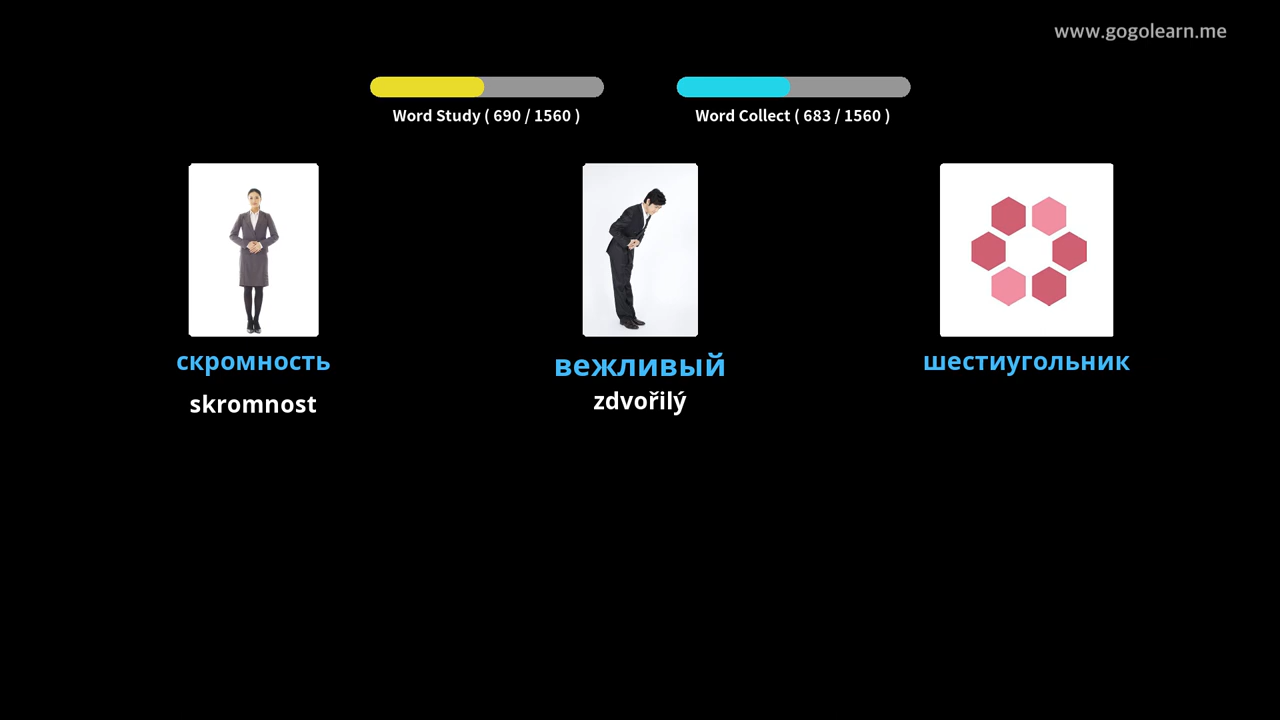 www.gogolearn.me
Word Study ( 690 / 1560 )
Word Collect ( 683 / 1560 )
скромность
skromnost
вежливый
zdvořilý
шестиугольник